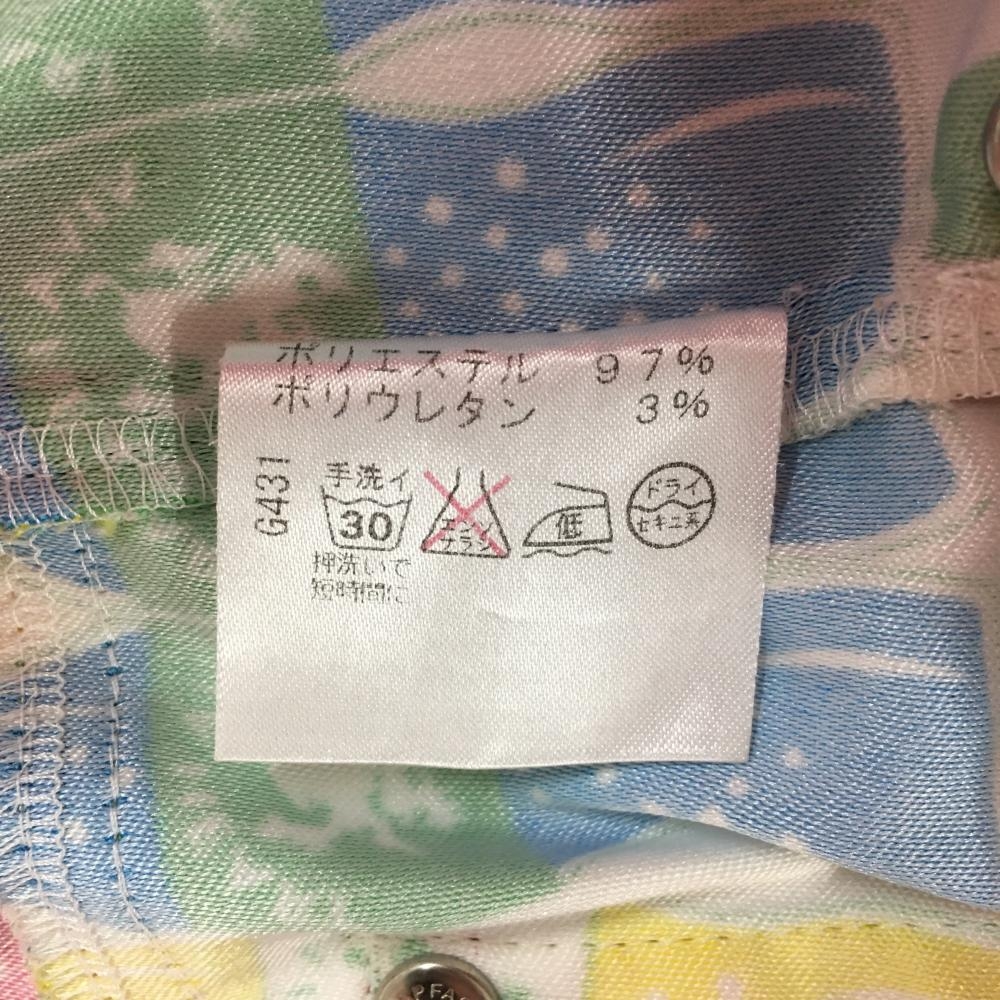 ポリエステル 97%
ポリウレタン 3%
G431
手洗イ
30
押洗いで
短時間に
エンソ
サラシ
低
ドライ
セキユ系